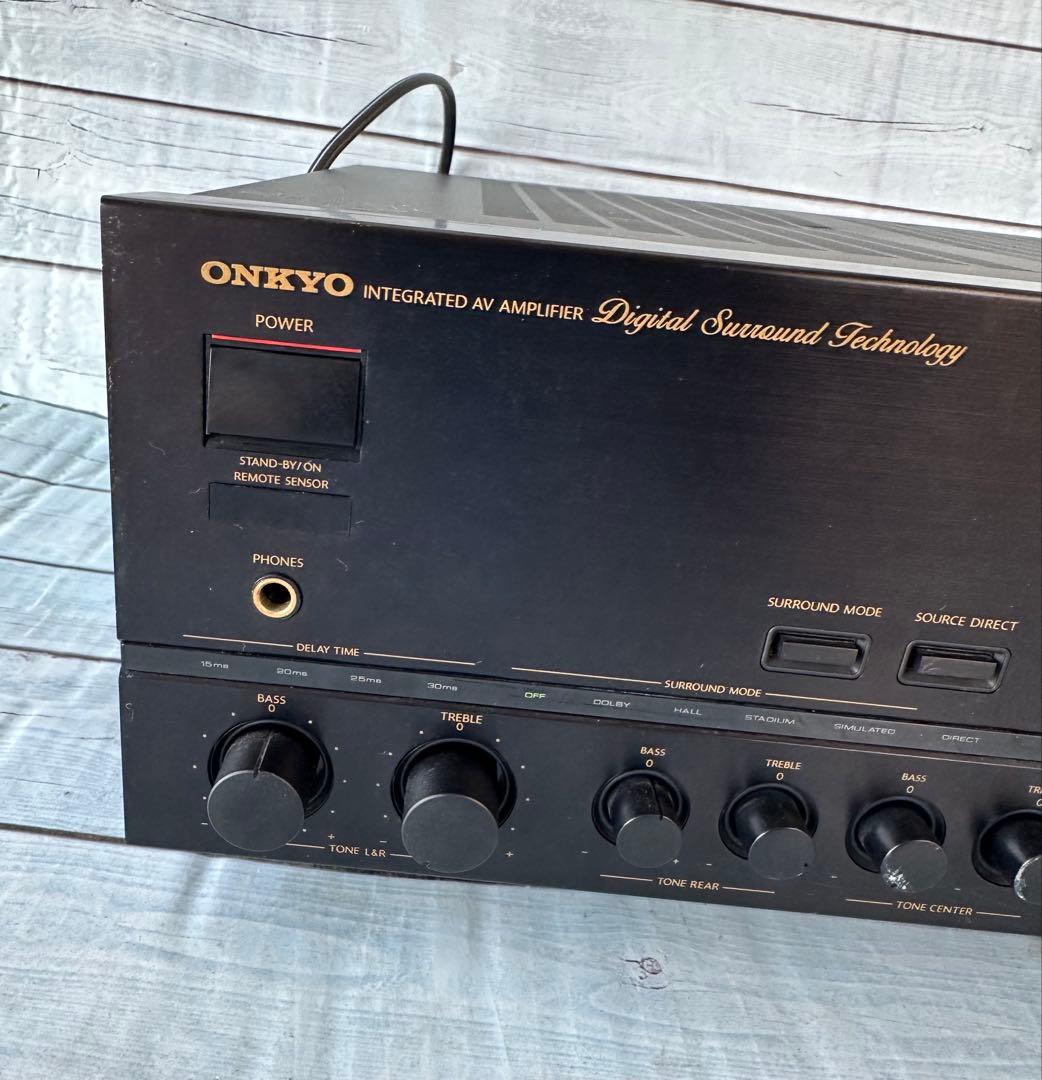 ONKYO INTEGRATED AV AMPLIFIER Digital Surround Technology
POWER
STAND-BY/ON
REMOTE SENSOR
PHONES
SURROUND MODE
SOURCE DIRECT
DELAY TIME
SURROUND MODE
15ms 20ms 25ms 30ms OFF DOLBY HALL STADIUM SIMULATED DIRECT
BASS
0
TREBLE
0
BASS
0
TREBLE
0
BASS
0
TR
0
- +
- +
TONE L&R
- +
-
TONE REAR
-
-
TONE CENTER